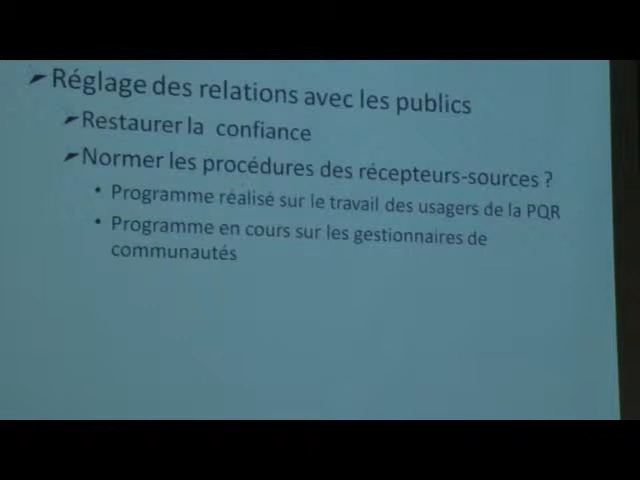 Réglage des relations avec les publics
Restaurer la confiance
Normer les procédures des récepteurs-sources ?
• Programme réalisé sur le travail des usagers de la PQR
• Programme en cours sur les gestionnaires de
communautés